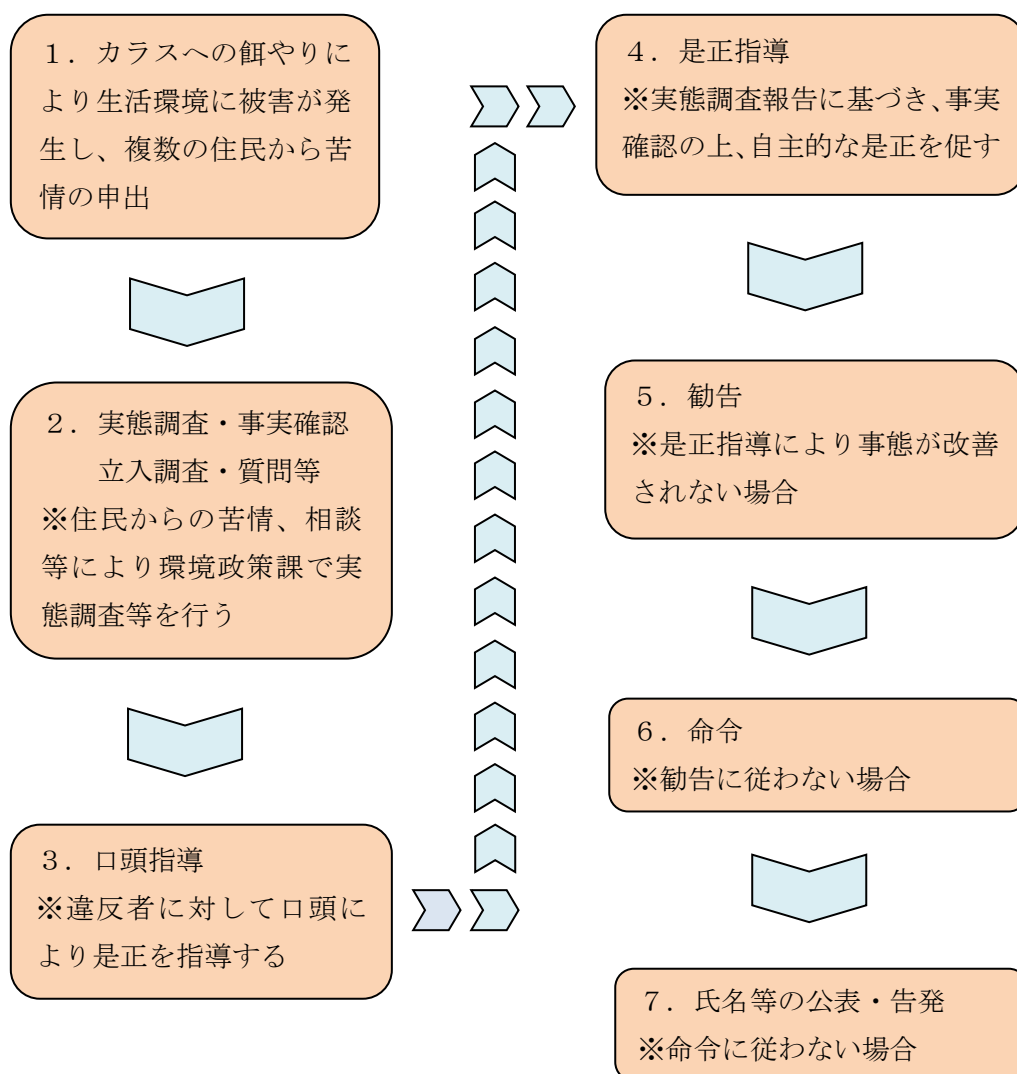 １．カラスへの餌やりに
より生活環境に被害が発
生し、複数の住民から苦
情の申出
２．実態調査・事実確認
立入調査・質問等
※住民からの苦情、相談
等により環境政策課で実
態調査等を行う
３．口頭指導
※違反者に対して口頭に
より是正を指導する
４．是正指導
※実態調査報告に基づき、事実
確認の上、自主的な是正を促す
５．勧告
※是正指導により事態が改善
されない場合
６．命令
※勧告に従わない場合
７．氏名等の公表・告発
※命令に従わない場合